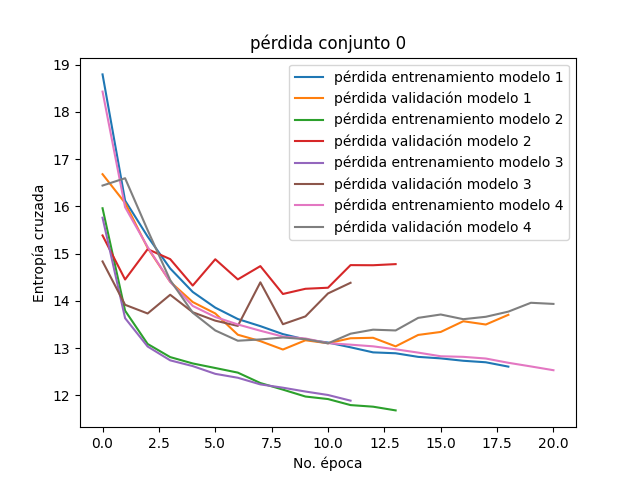 pérdida conjunto 0
Entropía cruzada
19
18
17
16
15
14
13
12
pérdida entrenamiento modelo 1
pérdida validación modelo 1
pérdida entrenamiento modelo 2
pérdida validación modelo 2
pérdida entrenamiento modelo 3
pérdida validación modelo 3
pérdida entrenamiento modelo 4
pérdida validación modelo 4
0.0 2.5 5.0 7.5 10.0 12.5 15.0 17.5 20.0
No. época